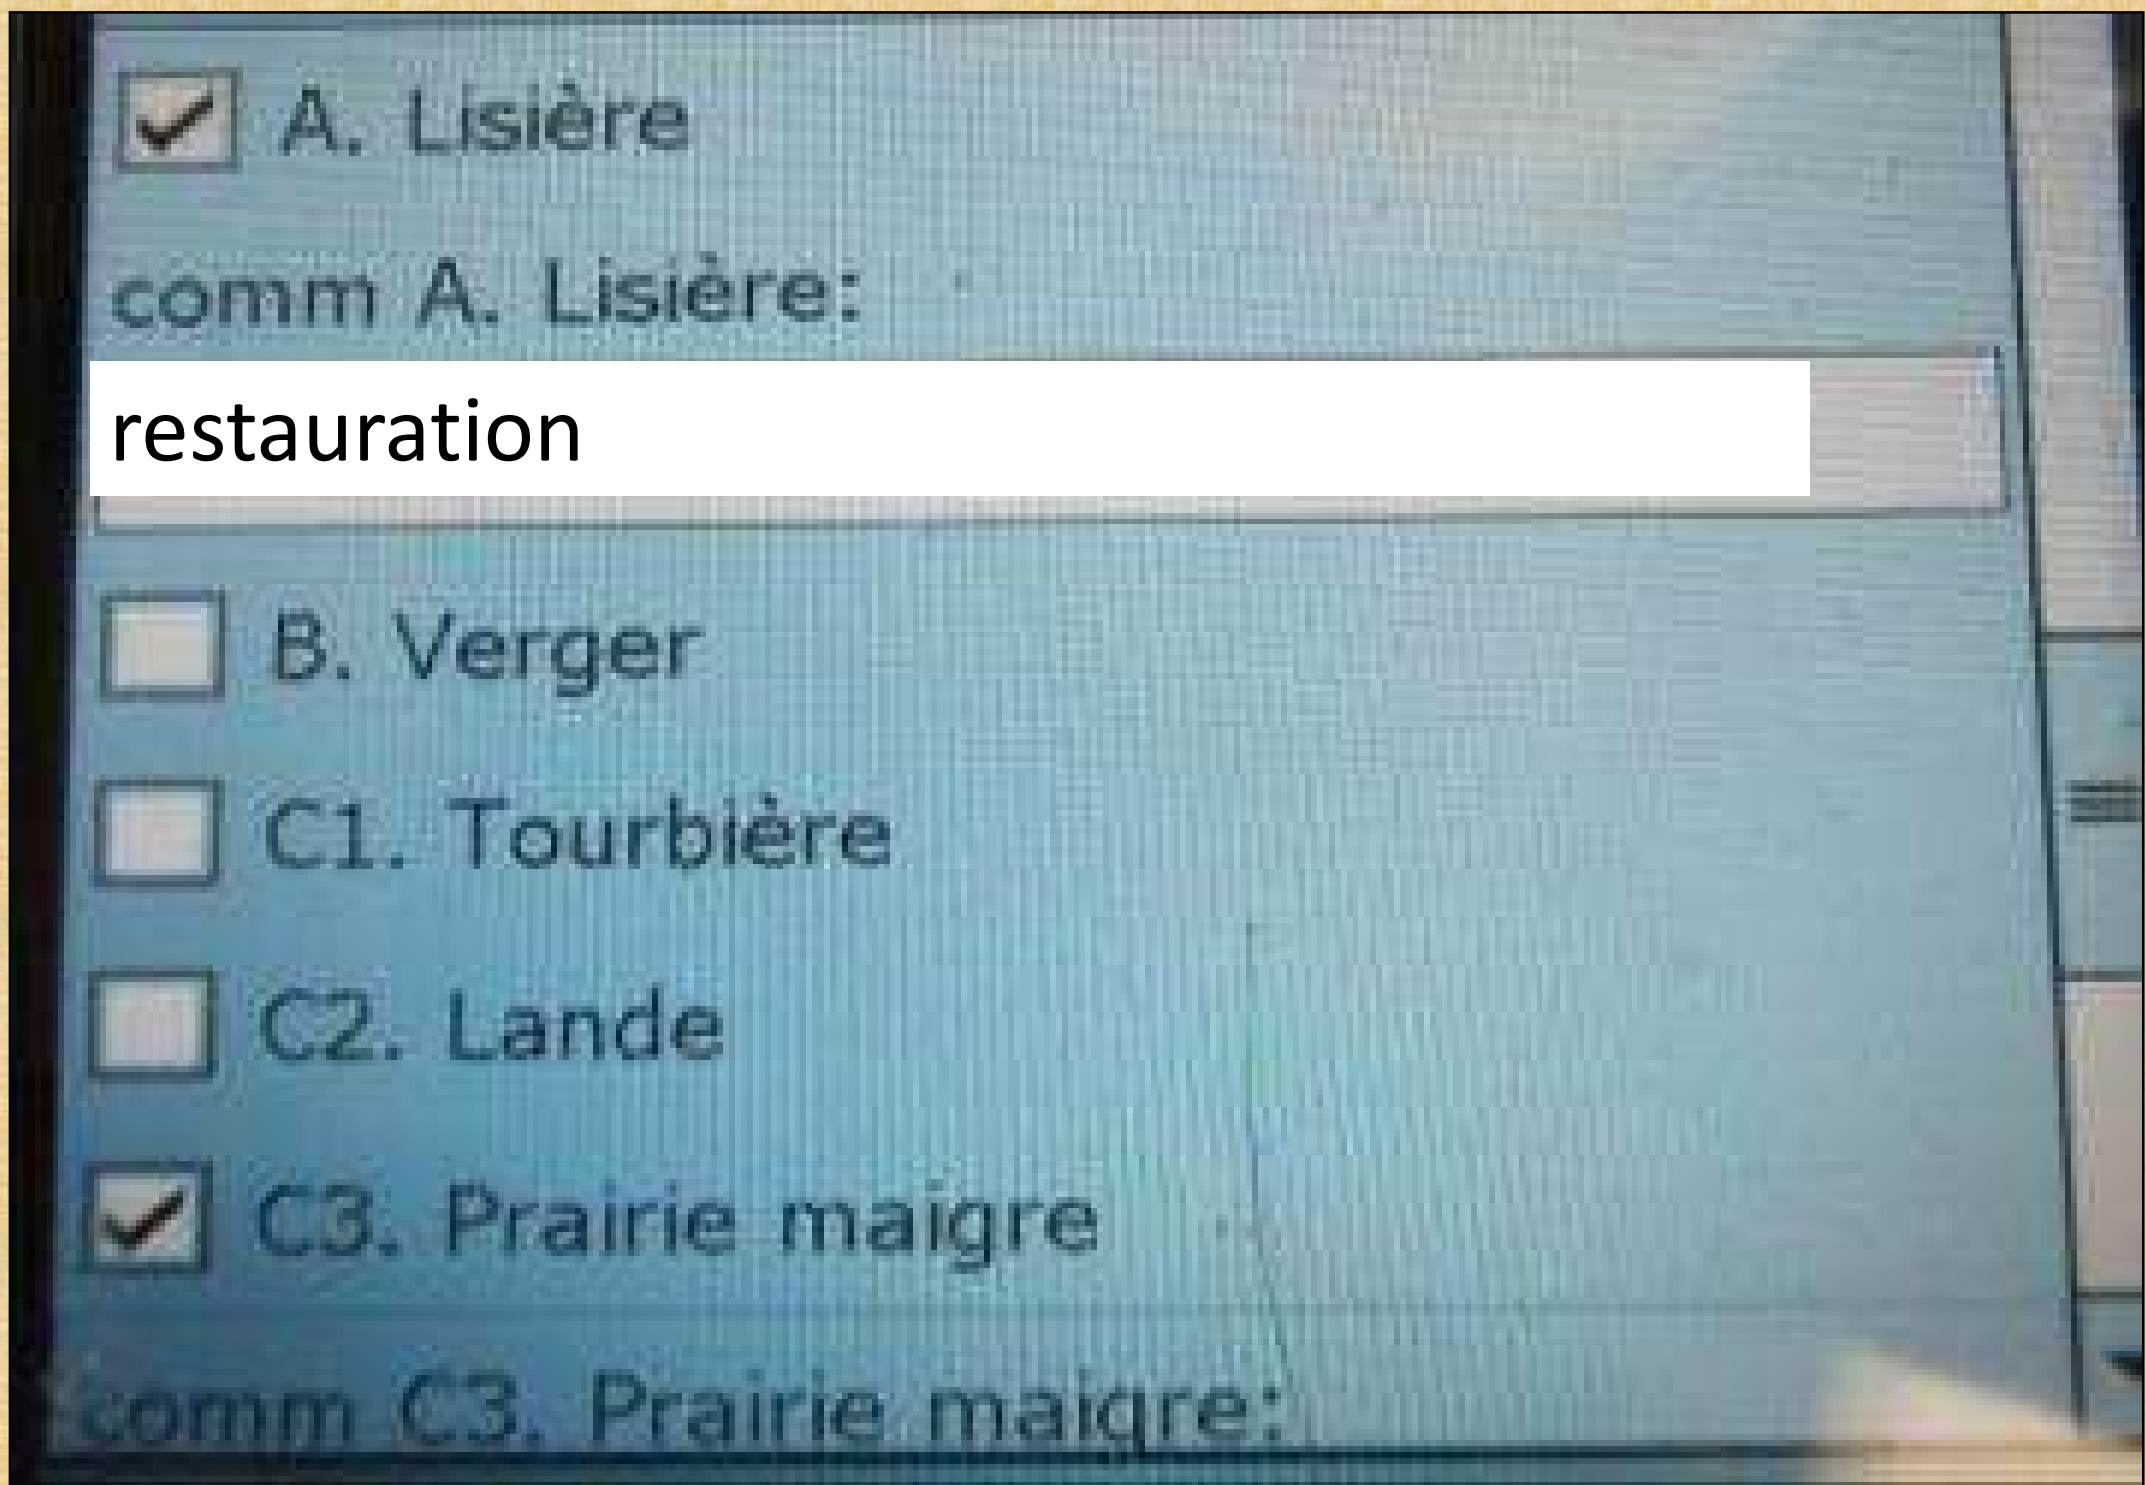 A. Lisière
comm A. Lisière:
restauration
B. Verger
C1. Tourbière
C2. Lande
C3. Prairie maigre
comm C3. Prairie maigre: